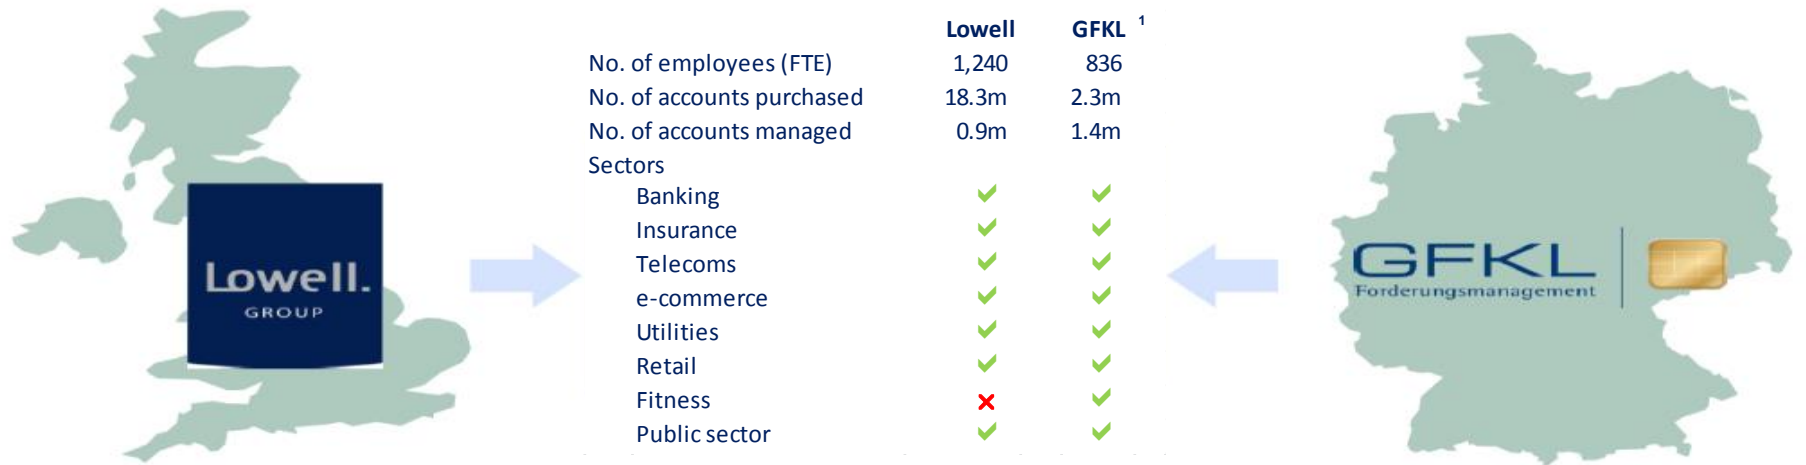 Lowell GFKL 1
No. of employees (FTE) 1,240 836
No. of accounts purchased 18.3m 2.3m
No. of accounts managed 0.9m 1.4m
Sectors
Banking
Insurance
Telecoms
e-commerce
Utilities
Retail
Fitness
Public sector
Lowell.
GROUP
GFKL
Forderungsmanagement